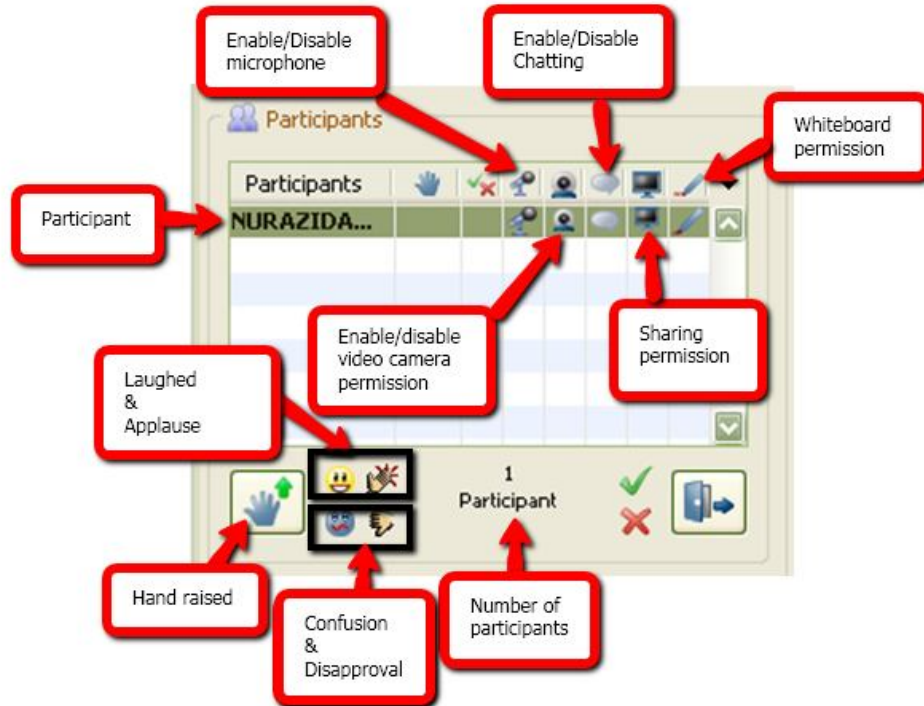 Enable/Disable
microphone
Enable/Disable
Chatting
Whiteboard
permission
Participants
Participants
Participant
NURAZIDA...
Enable/disable
video camera
permission
Sharing
permission
Laughed
&
Applause
1
Participant
Hand raised
Confusion
&
Disapproval
Number of
participants